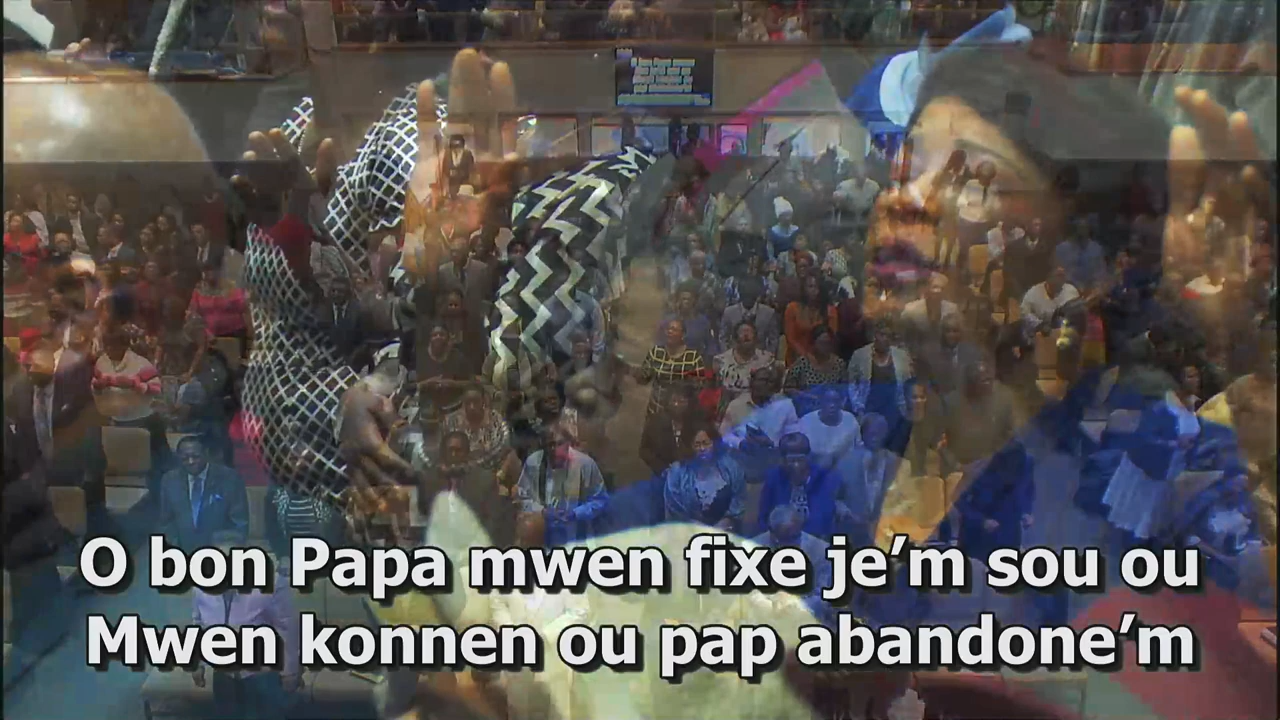 O bon Papa mwen fixe je’m sou ou
Mwen konnen ou pap abandone’m